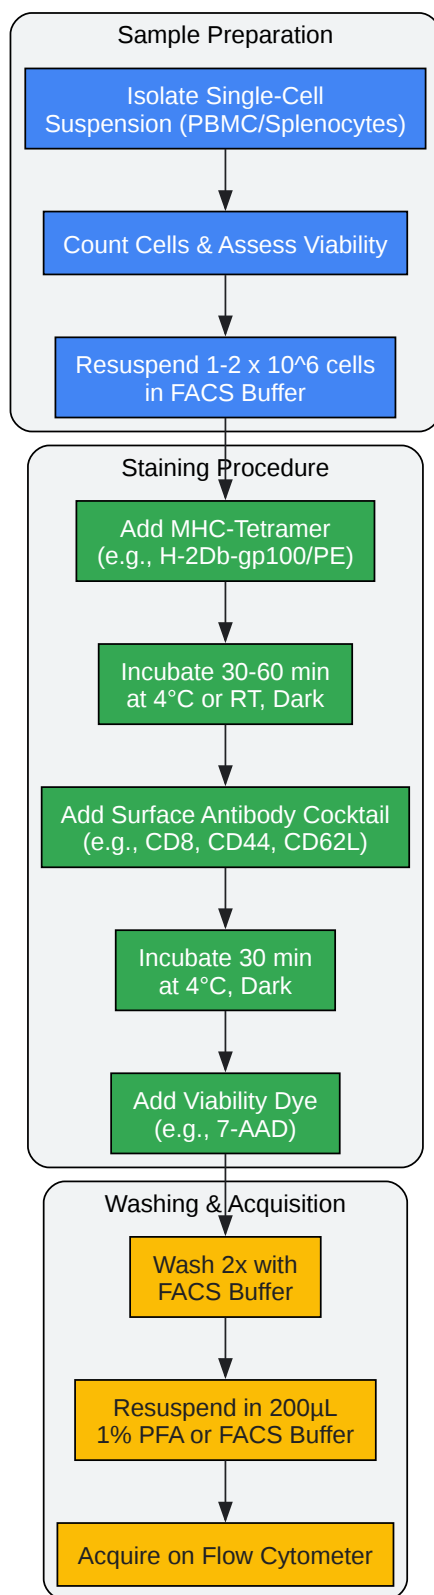 Sample Preparation
Isolate Single-Cell
Suspension (PBMC/Splenocytes)
Count Cells & Assess Viability
Resuspend 1-2 x 10^6 cells
in FACS Buffer
Staining Procedure
Add MHC-Tetramer
(e.g., H-2Db-gp100/PE)
Incubate 30-60 min
at 4°C or RT, Dark
Add Surface Antibody Cocktail
(e.g., CD8, CD44, CD62L)
Incubate 30 min
at 4°C, Dark
Add Viability Dye
(e.g., 7-AAD)
Washing & Acquisition
Wash 2x with
FACS Buffer
Resuspend in 200µL
1% PFA or FACS Buffer
Acquire on Flow Cytometer